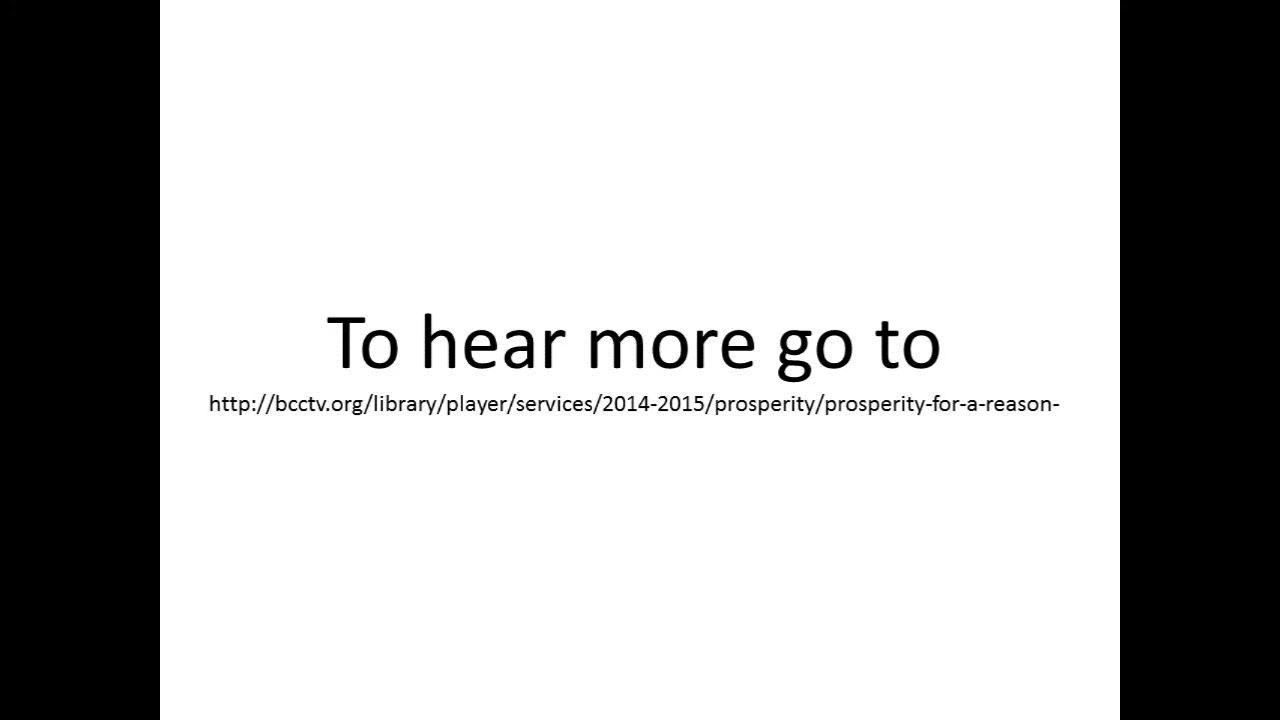 To hear more go to
http://bcctv.org/library/player/services/2014-2015/prosperity/prosperity-for-a-reason-